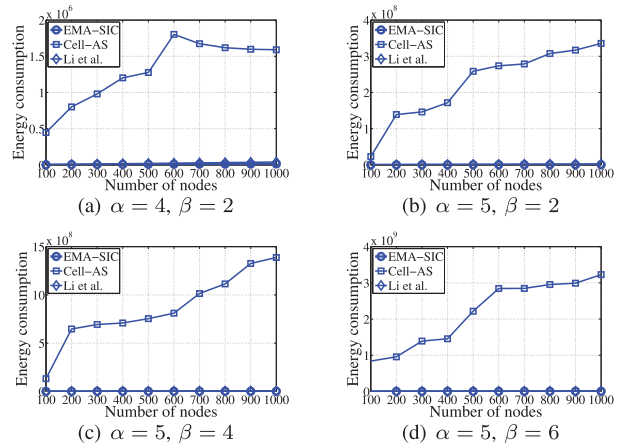 x 10^6
2
1.5
1
0.5
0
Energy consumption
EMA-SIC
Cell-AS
Li et al.
100 200 300 400 500 600 700 800 900 1000
Number of nodes
(a) α = 4, β = 2
x 10^8
4
3
2
1
0
Energy consumption
EMA-SIC
Cell-AS
Li et al.
100 200 300 400 500 600 700 800 900 1000
Number of nodes
(b) α = 5, β = 2
x 10^8
15
10
5
0
Energy consumption
EMA-SIC
Cell-AS
Li et al.
100 200 300 400 500 600 700 800 900 1000
Number of nodes
(c) α = 5, β = 4
x 10^9
4
3
2
1
0
Energy consumption
EMA-SIC
Cell-AS
Li et al.
100 200 300 400 500 600 700 800 900 1000
Number of nodes
(d) α = 5, β = 6